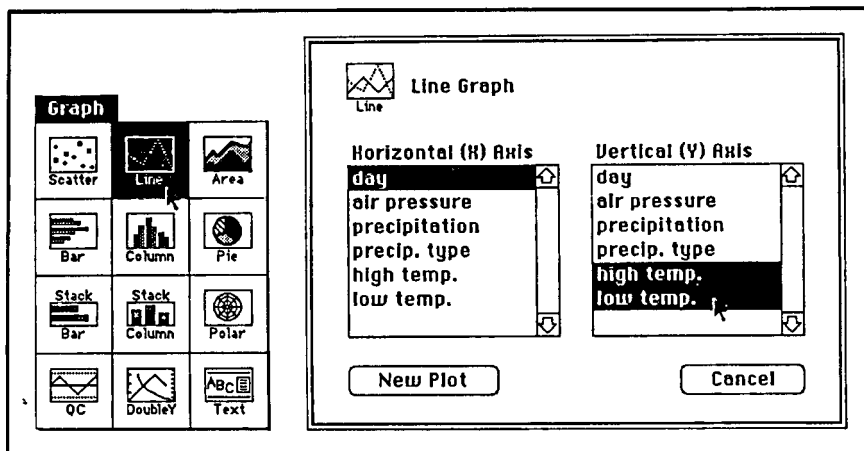 Graph
Scatter Line Area
Bar Column Pie
Stack Bar Stack Column Polar
QC DoubleY ABC Text
Line
Line Graph
Horizontal (X) Axis
day
air pressure
precipitation
precip. type
high temp.
low temp.
Vertical (Y) Axis
day
air pressure
precipitation
precip. type
high temp.
low temp.
New Plot
Cancel